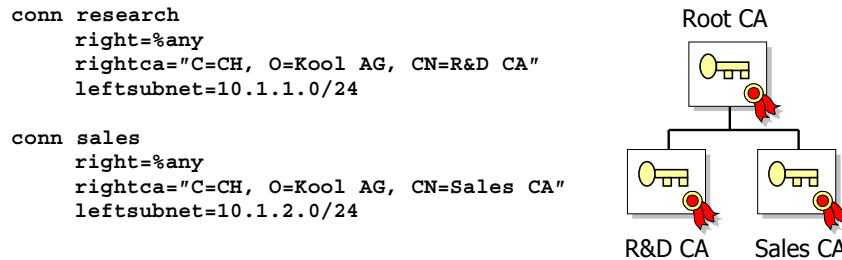 conn research
right=%any
rightca="C=CH, O=Kool AG, CN=R&D CA"
leftsubnet=10.1.1.0/24
conn sales
right=%any
rightca="C=CH, O=Kool AG, CN=Sales CA"
leftsubnet=10.1.2.0/24
Root CA
R&D CA
Sales CA